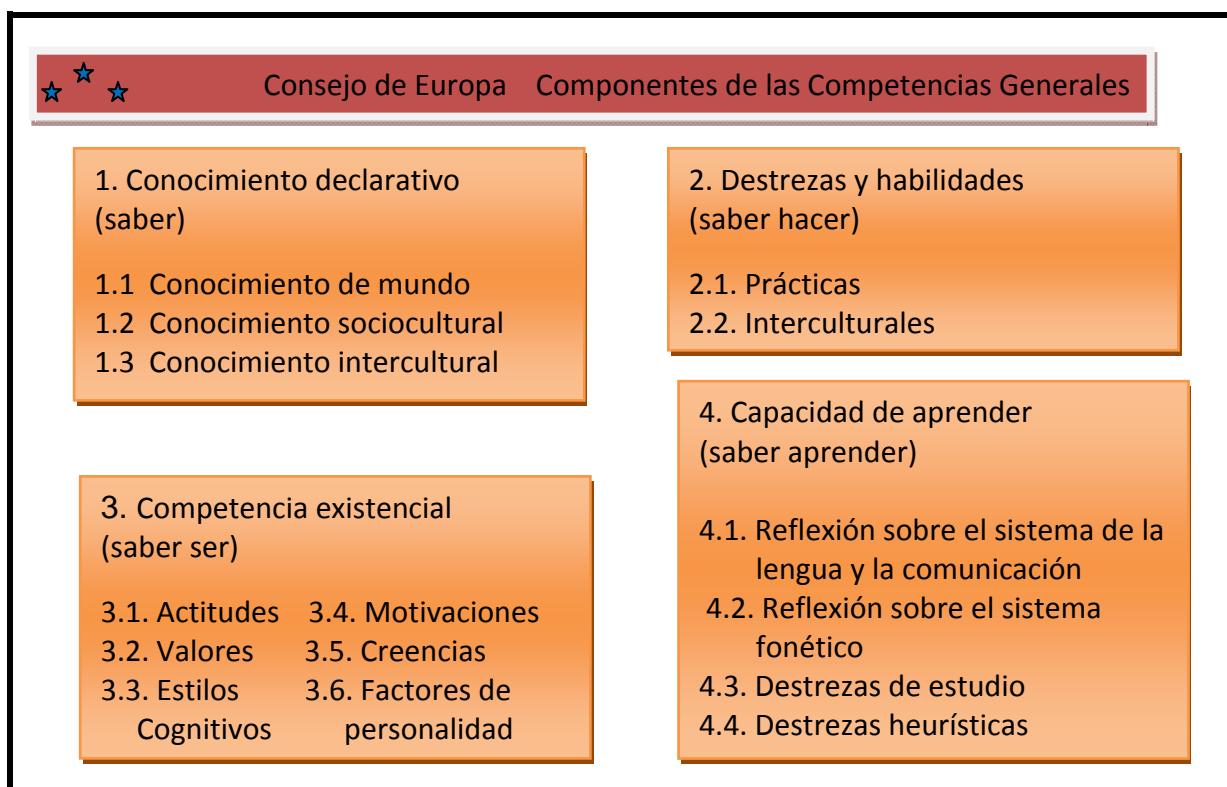 Consejo de Europa Componentes de las Competencias Generales
1. Conocimiento declarativo
(saber)
1.1 Conocimiento de mundo
1.2 Conocimiento sociocultural
1.3 Conocimiento intercultural
2. Destrezas y habilidades
(saber hacer)
2.1. Prácticas
2.2. Interculturales
3. Competencia existencial
(saber ser)
3.1. Actitudes 3.4. Motivaciones
3.2. Valores 3.5. Creencias
3.3. Estilos 3.6. Factores de
Cognitivos personalidad
4. Capacidad de aprender
(saber aprender)
4.1. Reflexión sobre el sistema de la
lengua y la comunicación
4.2. Reflexión sobre el sistema
fonético
4.3. Destrezas de estudio
4.4. Destrezas heurísticas